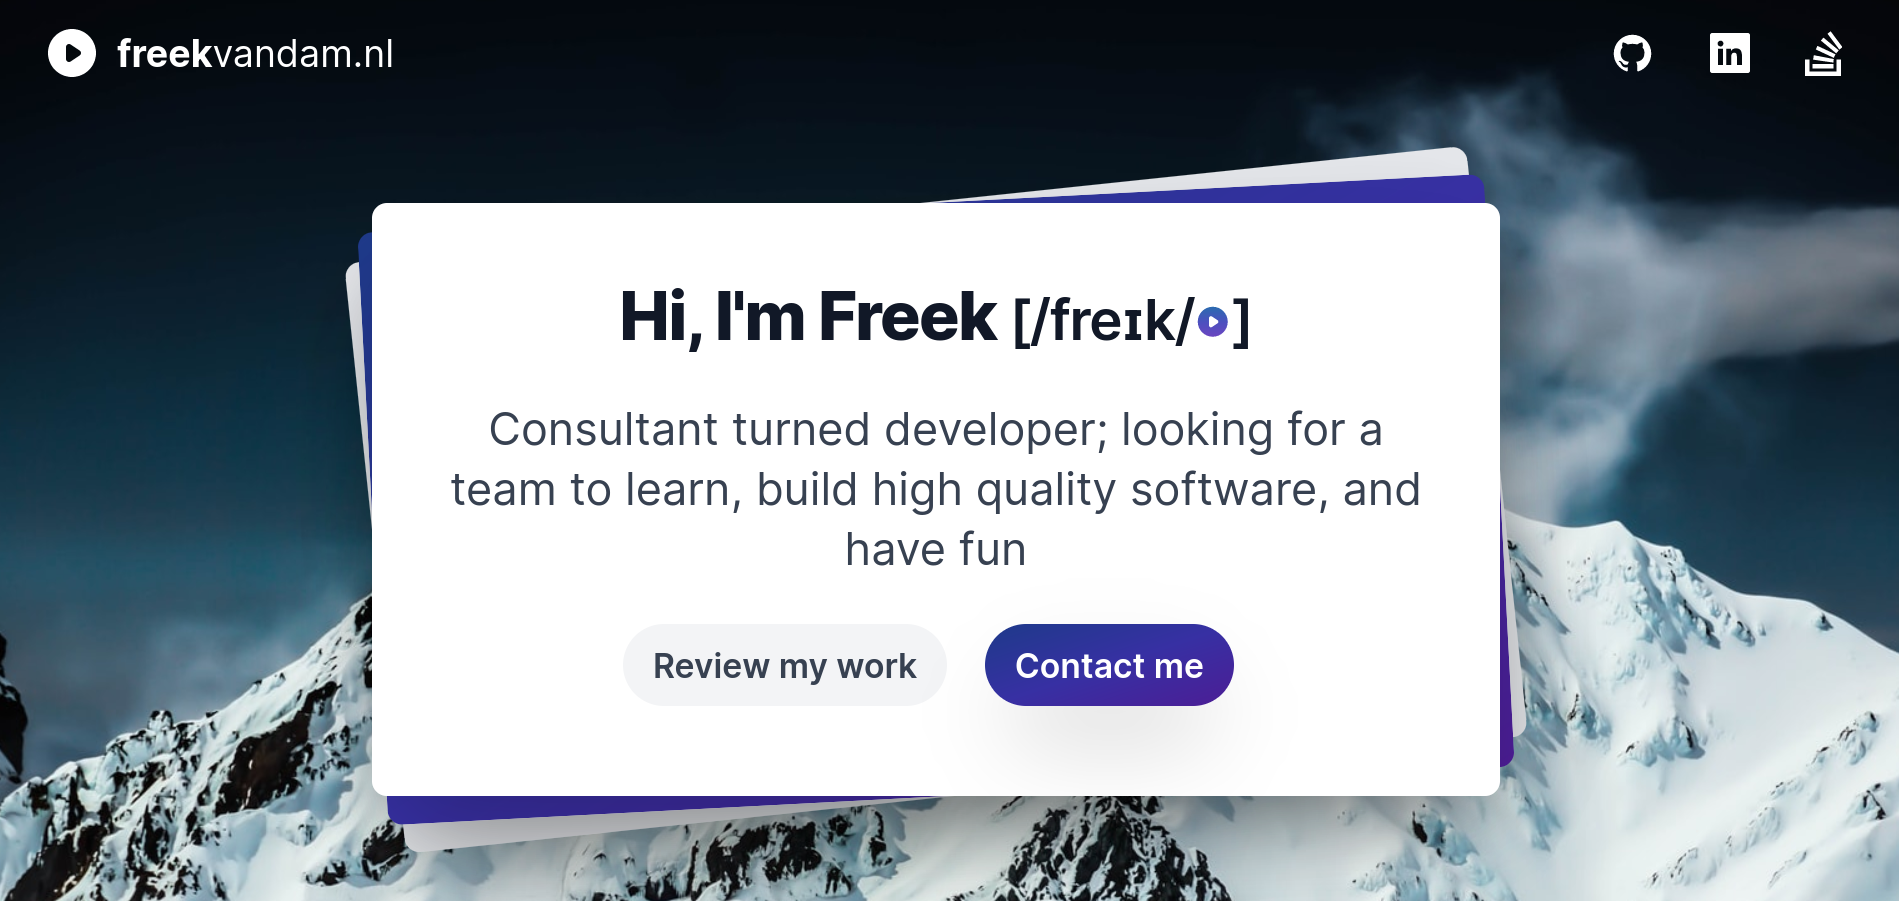 freekvandam.nl
Hi, I'm Freek [/freɪk/]
Consultant turned developer; looking for a
team to learn, build high quality software, and
have fun
Review my work
Contact me